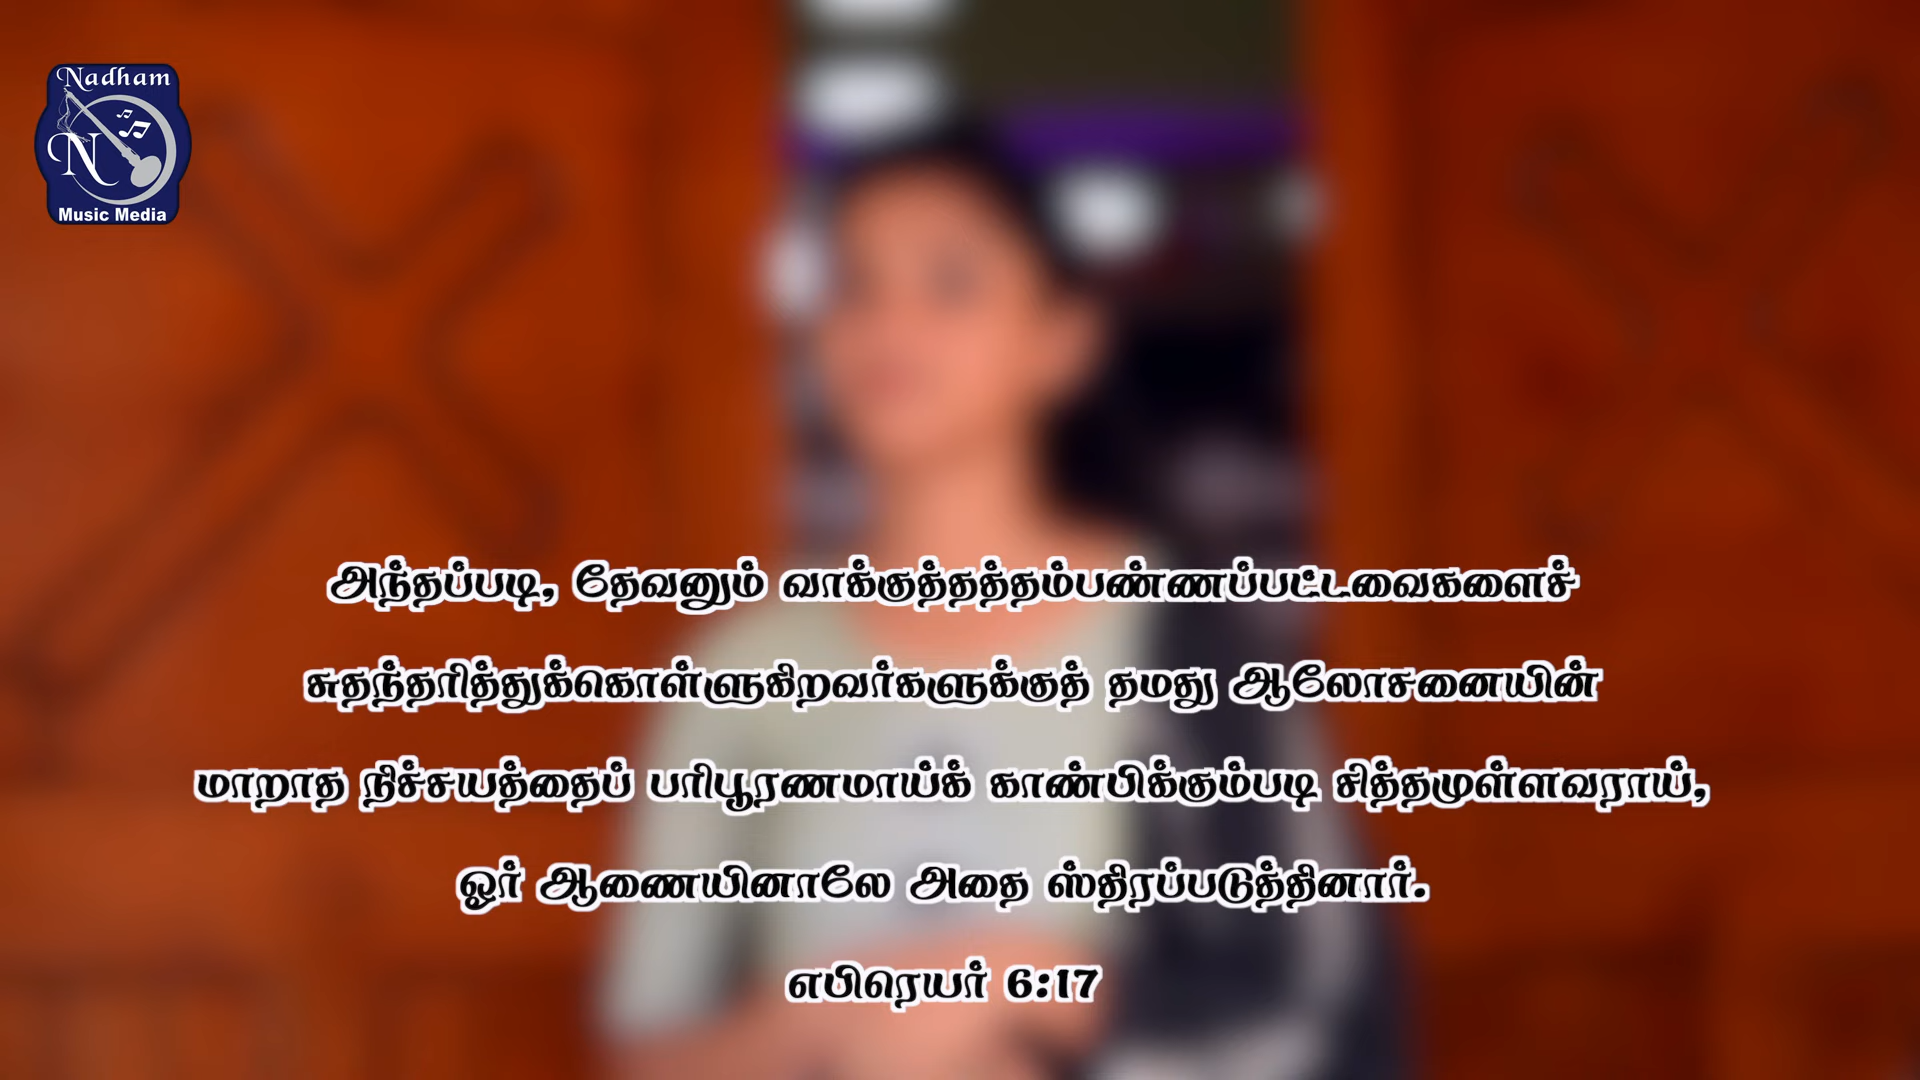 Nadham
N
Music Media
அந்தப்படி, தேவனும் வாக்குத்தத்தம்பண்ணப்பட்டவைகளைச்
சுதந்தரித்துக்கொள்ளுகிறவர்களுக்குத் தமது ஆலோசனையின்
மாறாத நிச்சயத்தைப் பரிபூரணமாய்க் காண்பிக்கும்படி சித்தமுள்ளவராய்,
ஓர் ஆணையினாலே அதை ஸ்திரப்படுத்தினார்.
எபிரெயர் 6:17